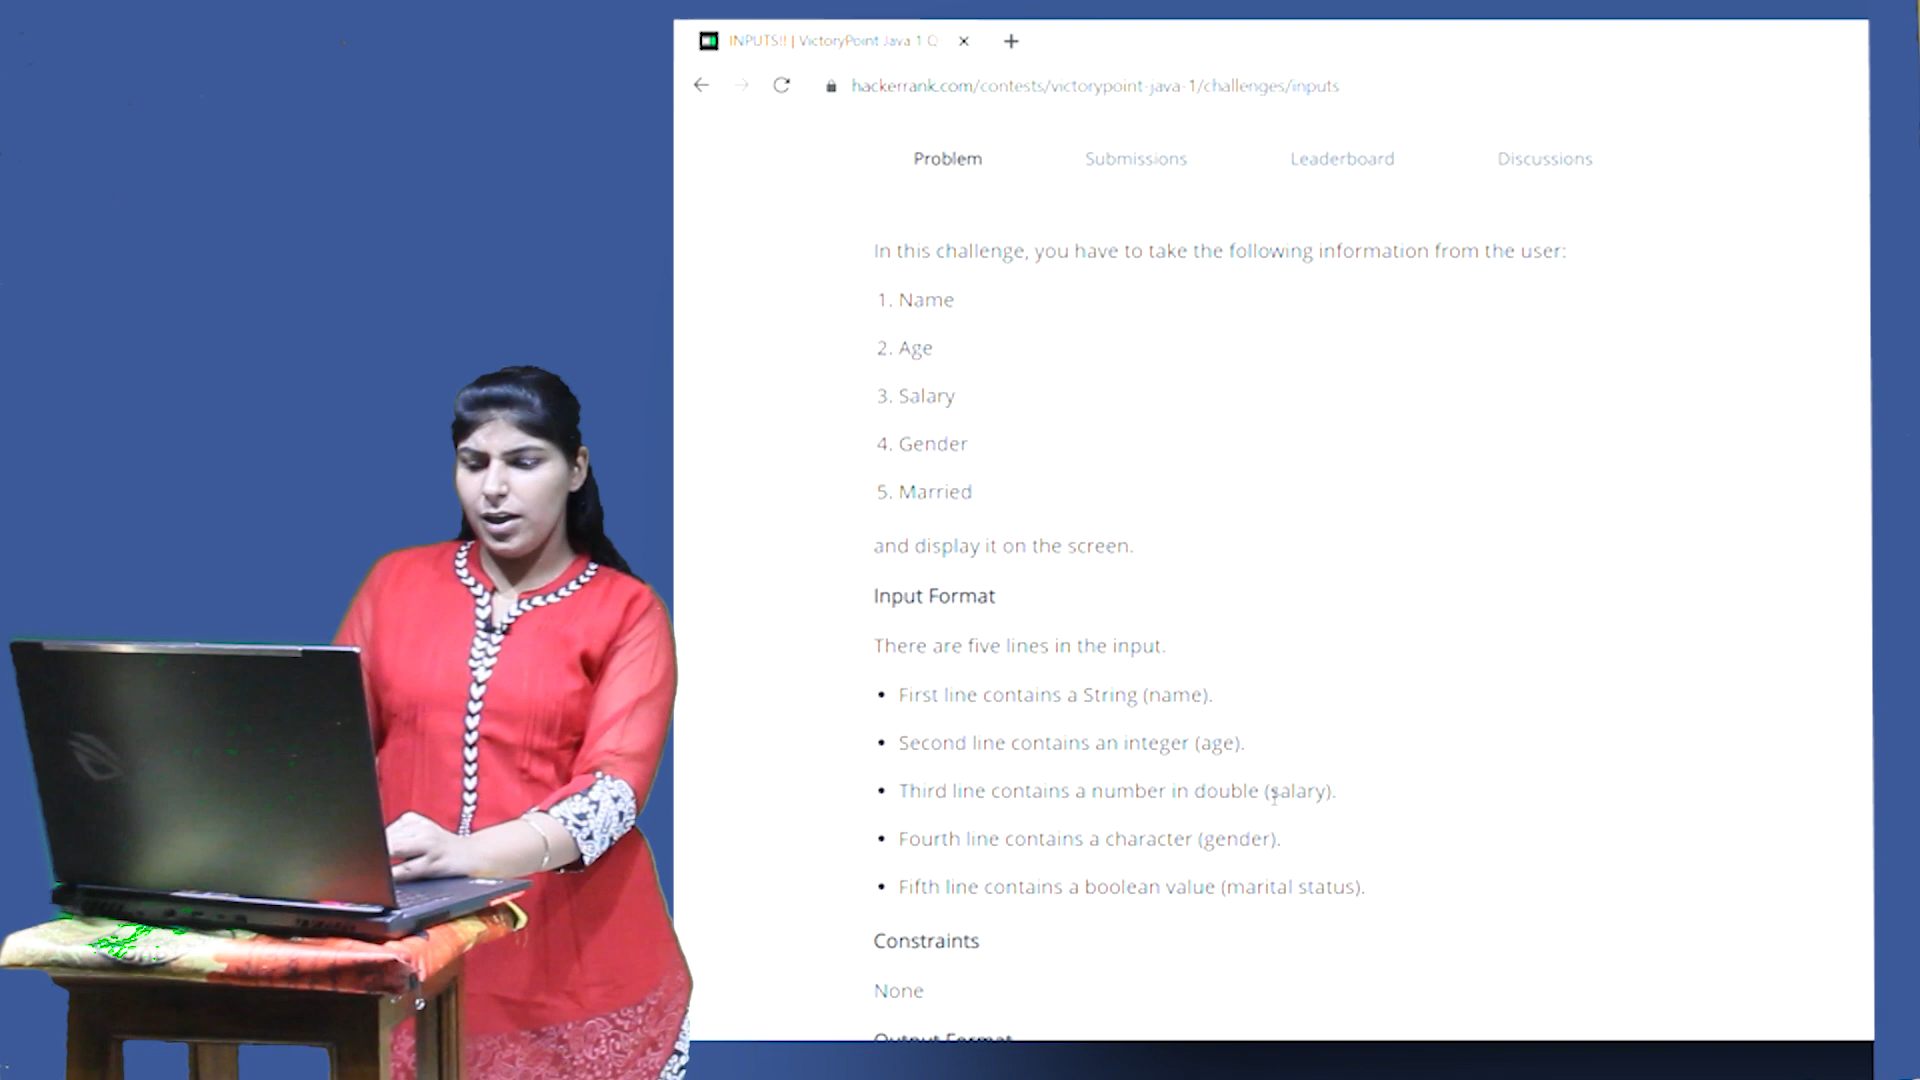 INPUTS!! | VictoryPoint Java 1 Q
hackerrank.com/contests/victorypoint-java-1/challenges/inputs
Problem Submissions Leaderboard Discussions
In this challenge, you have to take the following information from the user:
1. Name
2. Age
3. Salary
4. Gender
5. Married
and display it on the screen.
Input Format
There are five lines in the input.
• First line contains a String (name).
• Second line contains an integer (age).
• Third line contains a number in double (salary).
• Fourth line contains a character (gender).
• Fifth line contains a boolean value (marital status).
Constraints
None
Output Format